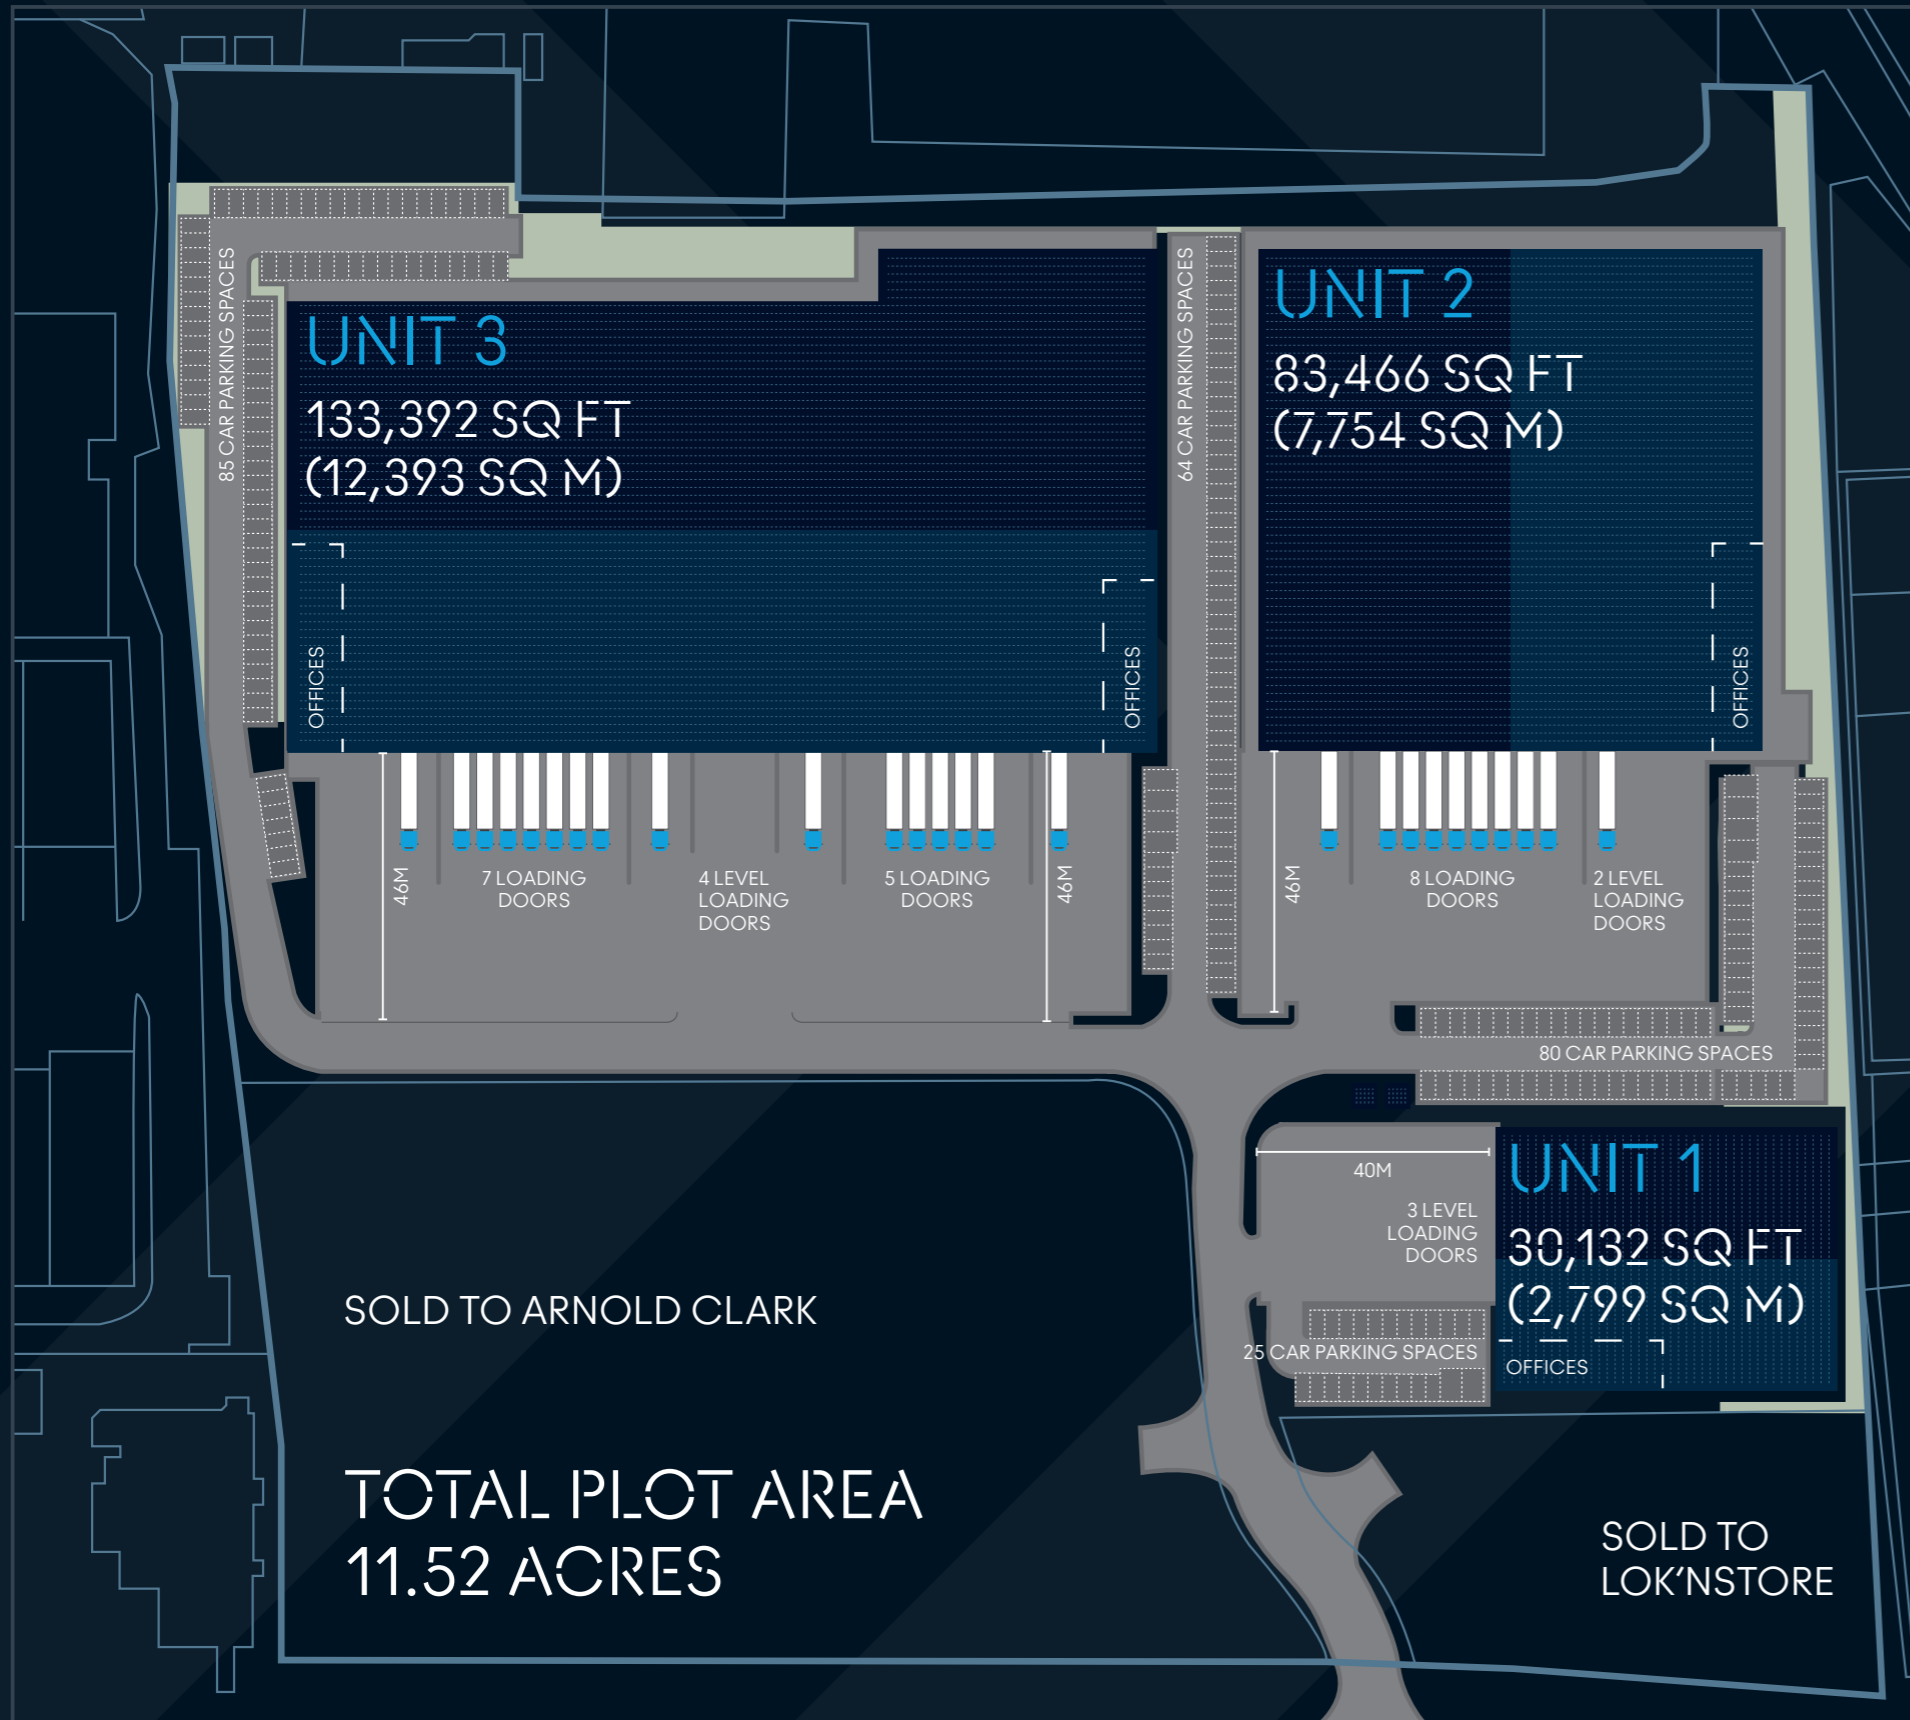 UNIT 3
133,392 SQ FT
(12,393 SQ M)
85 CAR PARKING SPACES
OFFICES
OFFICES
64 CAR PARKING SPACES
UNIT 2
83,466 SQ FT
(7,754 SQ M)
OFFICES
46M
7 LOADING
DOORS
4 LEVEL
LOADING
DOORS
5 LOADING
DOORS
46M
46M
8 LOADING
DOORS
2 LEVEL
LOADING
DOORS
80 CAR PARKING SPACES
40M
3 LEVEL
LOADING
DOORS
UNIT 1
30,132 SQ FT
(2,799 SQ M)
25 CAR PARKING SPACES
OFFICES
SOLD TO ARNOLD CLARK
TOTAL PLOT AREA
11.52 ACRES
SOLD TO
LOK'NSTORE